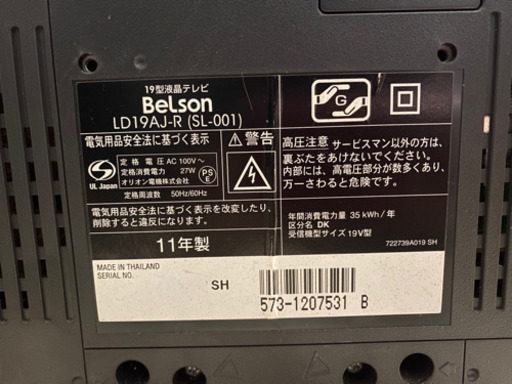 19型液晶テレビ
Belson
LD19AJ-R (SL-001)
電気用品安全法に基づく表示
UL Japan
定格電圧 AC 100V～
定格消費電力 27W
オリオン電機株式会社
定格周波数 50Hz/60Hz
PSE
電気用品安全法に基づく表示を改変したり、
削除すると違反になります。
11年製
⚠警告
G
高圧注意 サービスマン以外の方は、
裏ぶたをあけないでください。
内部には、高電圧部分が数多くあり、
万一さわると危険です。
年間消費電力量 35 kWh/年
区分名 DK
受信機型サイズ 19V型
722739A019 SH
MADE IN THAILAND
SERIAL NO.
SH
573-1207531 B